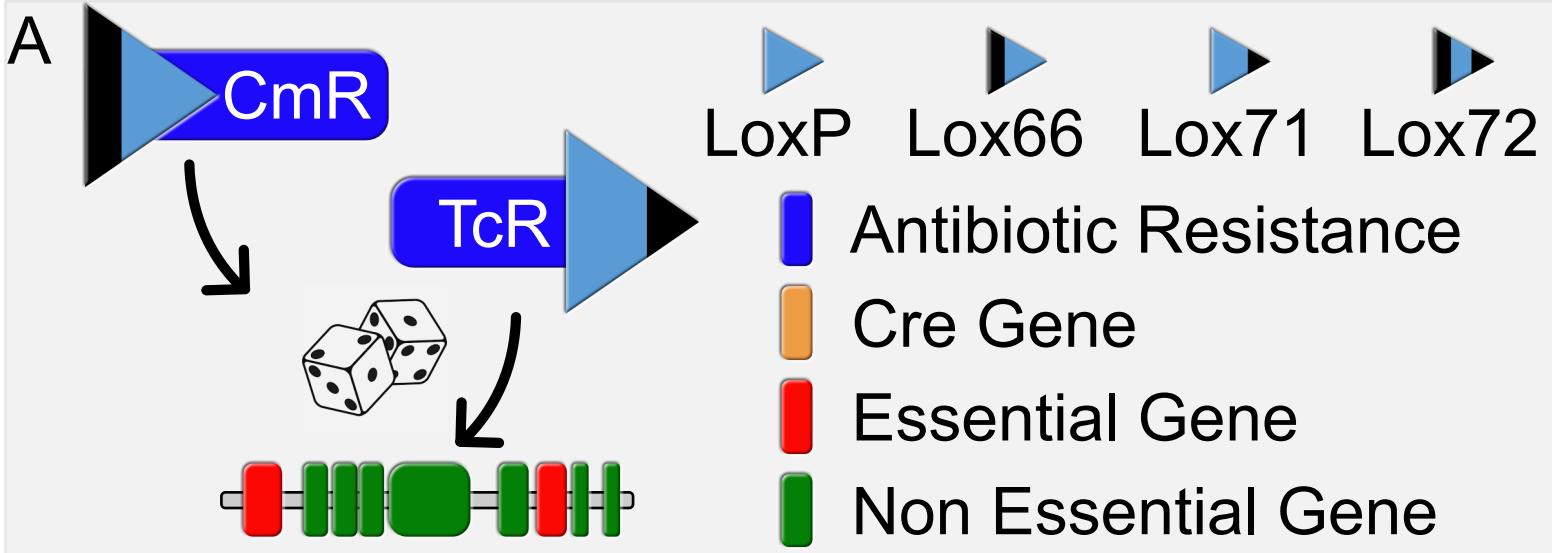 A
CmR
TcR
LoxP Lox66 Lox71 Lox72
Antibiotic Resistance
Cre Gene
Essential Gene
Non Essential Gene